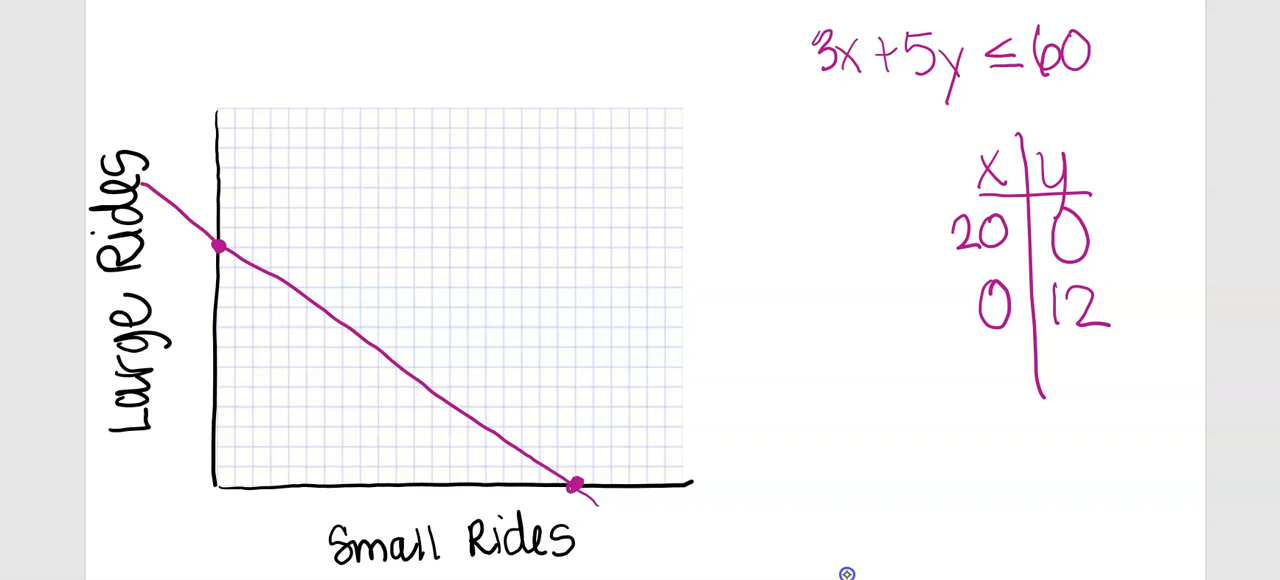 3x + 5y ≤ 60
x y
20 0
0 12
Large Rides
Small Rides